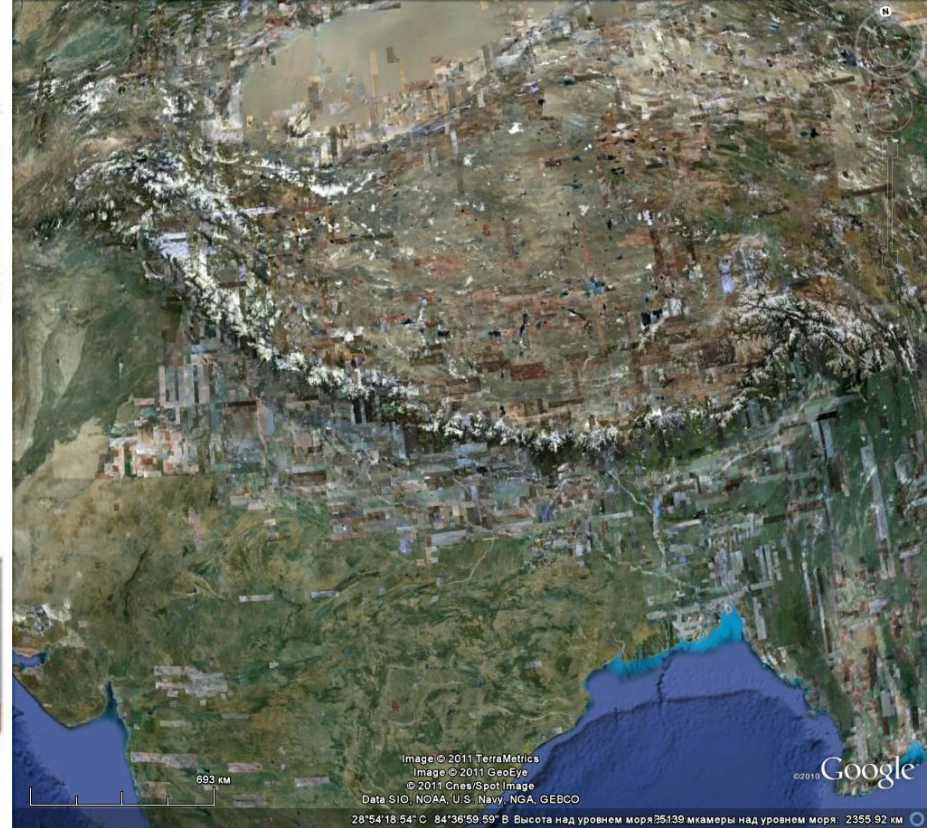 N
693 км
Image © 2011 TerraMetrics
Image © 2011 GeoEye
© 2011 Cnes/Spot Image
Data SIO, NOAA, U.S. Navy, NGA, GEBCO
©2010 Google
28°54'18.54" С 84°36'59.59" В Высота над уровнем моря: камеры над уровнем моря: 2355.92 км